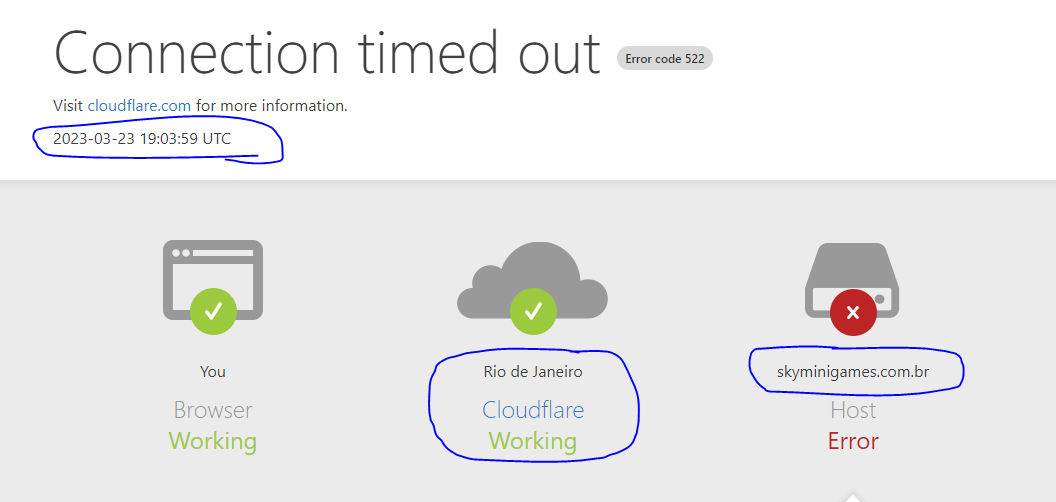 Connection timed out Error code 522
Visit cloudflare.com for more information.
2023-03-23 19:03:59 UTC
You
Browser
Working
Rio de Janeiro
Cloudflare
Working
skyminigames.com.br
Host
Error